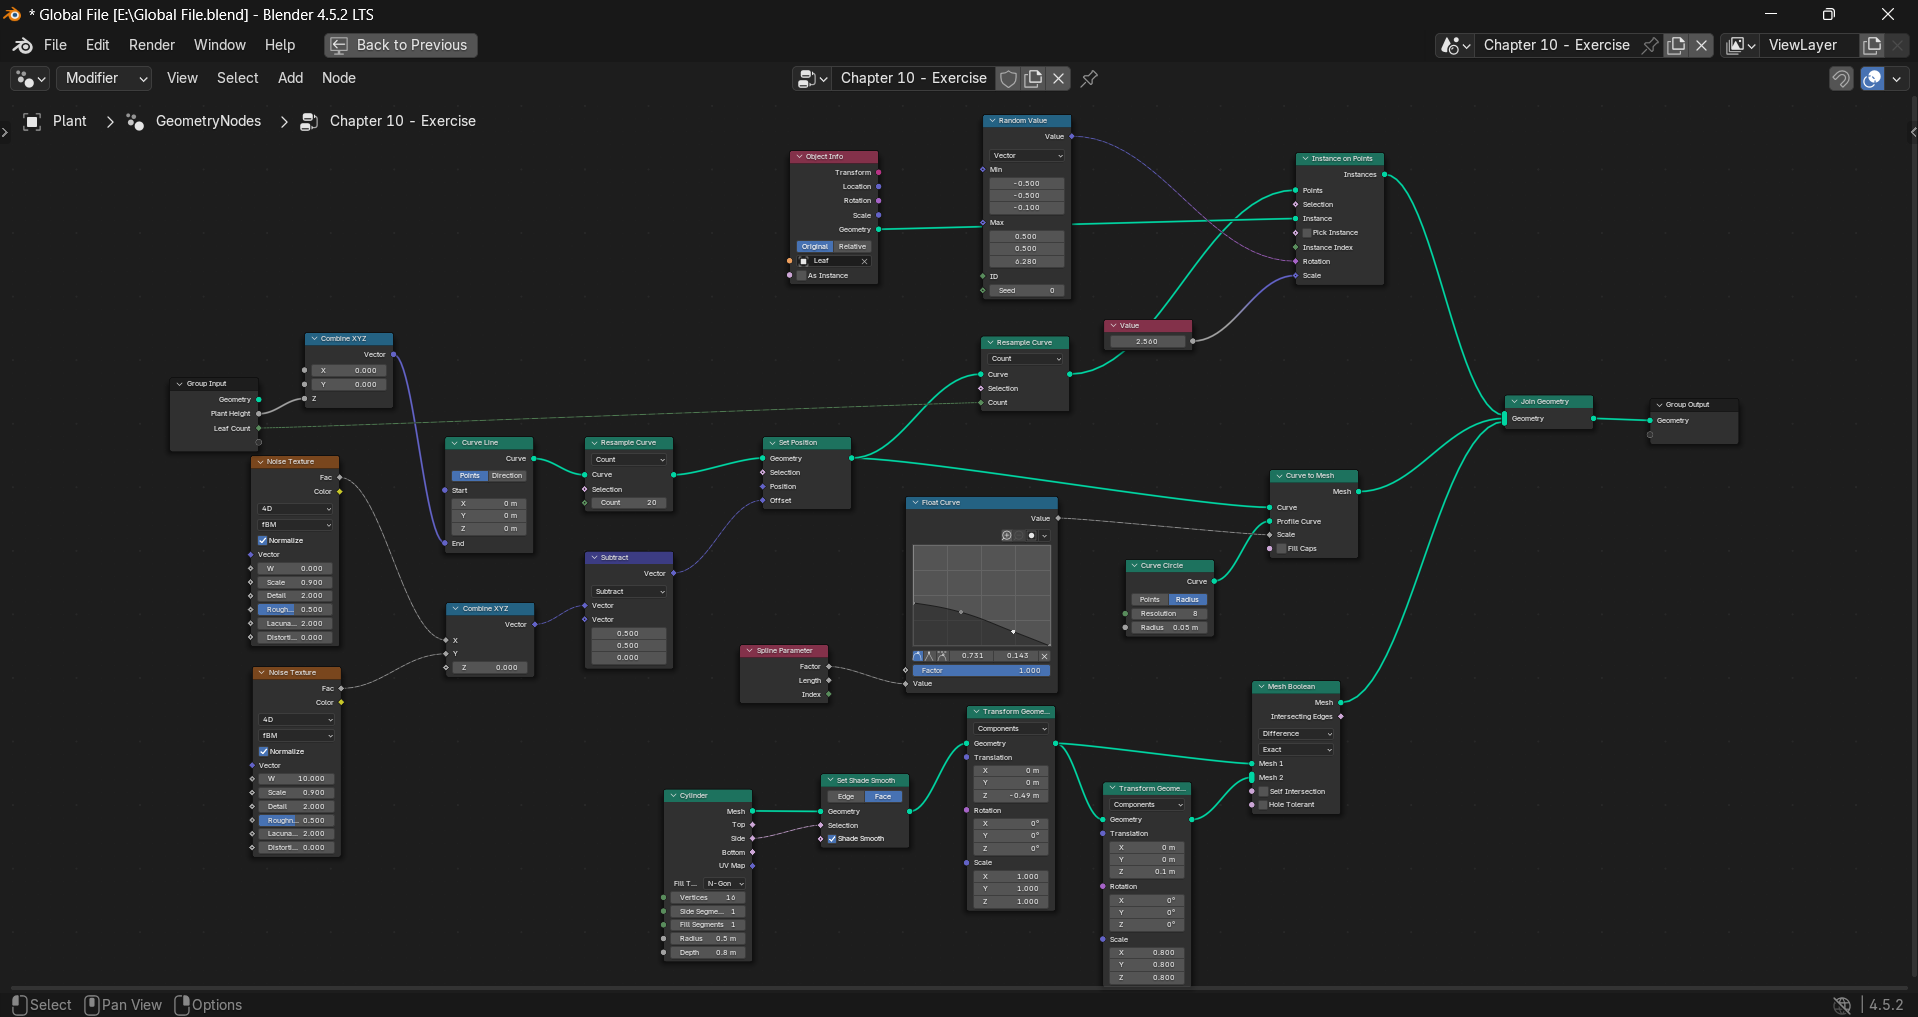 * Global File [E:\Global File.blend] - Blender 4.5.2 LTS
File Edit Render Window Help Back to Previous
Chapter 10 - Exercise
ViewLayer
Modifier View Select Add Node
Chapter 10 - Exercise
Plant > GeometryNodes > Chapter 10 - Exercise
Object Info
Transform
Location
Rotation
Scale
Geometry
Original Relative
Leaf
As Instance
Random Value
Value
Vector
Min
-0.500
-0.500
-0.100
Max
0.500
0.500
6.280
ID
Seed 0
Instance on Points
Instances
Points
Selection
Instance
Pick Instance
Instance Index
Rotation
Scale
Value
2.560
Group Input
Geometry
Plant Height
Leaf Count
Combine XYZ
Vector
X 0.000
Y 0.000
Z
Resample Curve
Count
Curve
Selection
Count
Join Geometry
Geometry
Group Output
Geometry
Noise Texture
Fac
Color
4D
fBM
Normalize
Vector
W 0.000
Scale 0.900
Detail 2.000
Rough... 0.500
Lacuna... 2.000
Distorti... 0.000
Curve Line
Curve
Points Direction
Start
X 0 m
Y 0 m
Z 0 m
End
Resample Curve
Count
Curve
Selection
Count 20
Set Position
Geometry
Selection
Position
Offset
Subtract
Vector
Subtract
Vector
Vector
0.500
0.500
0.000
Combine XYZ
Vector
X
Y
Z 0.000
Float Curve
Value
0.731 0.143
Factor 1.000
Value
Curve to Mesh
Mesh
Curve
Profile Curve
Scale
Fill Caps
Curve Circle
Curve
Points Radius
Resolution 8
Radius 0.05 m
Spline Parameter
Factor
Length
Index
Noise Texture
Fac
Color
4D
fBM
Normalize
Vector
W 10.000
Scale 0.900
Detail 2.000
Roughn.. 0.500
Lacuna... 2.000
Distorti... 0.000
Cylinder
Mesh
Top
Side
Bottom
UV Map
Fill T... N-Gon
Vertices 16
Side Segme... 1
Fill Segments 1
Radius 0.5 m
Depth 0.8 m
Set Shade Smooth
Edge Face
Geometry
Selection
Shade Smooth
Transform Geome...
Components
Geometry
Translation
X 0 m
Y 0 m
Z -0.49 m
Rotation
X 0°
Y 0°
Z 0°
Scale
X 1.000
Y 1.000
Z 1.000
Transform Geome...
Components
Geometry
Translation
X 0 m
Y 0 m
Z 0.1 m
Rotation
X 0°
Y 0°
Z 0°
Scale
X 0.800
Y 0.800
Z 0.800
Mesh Boolean
Mesh
Intersecting Edges
Difference
Exact
Mesh 1
Mesh 2
Self Intersection
Hole Tolerant
Select Pan View Options
4.5.2